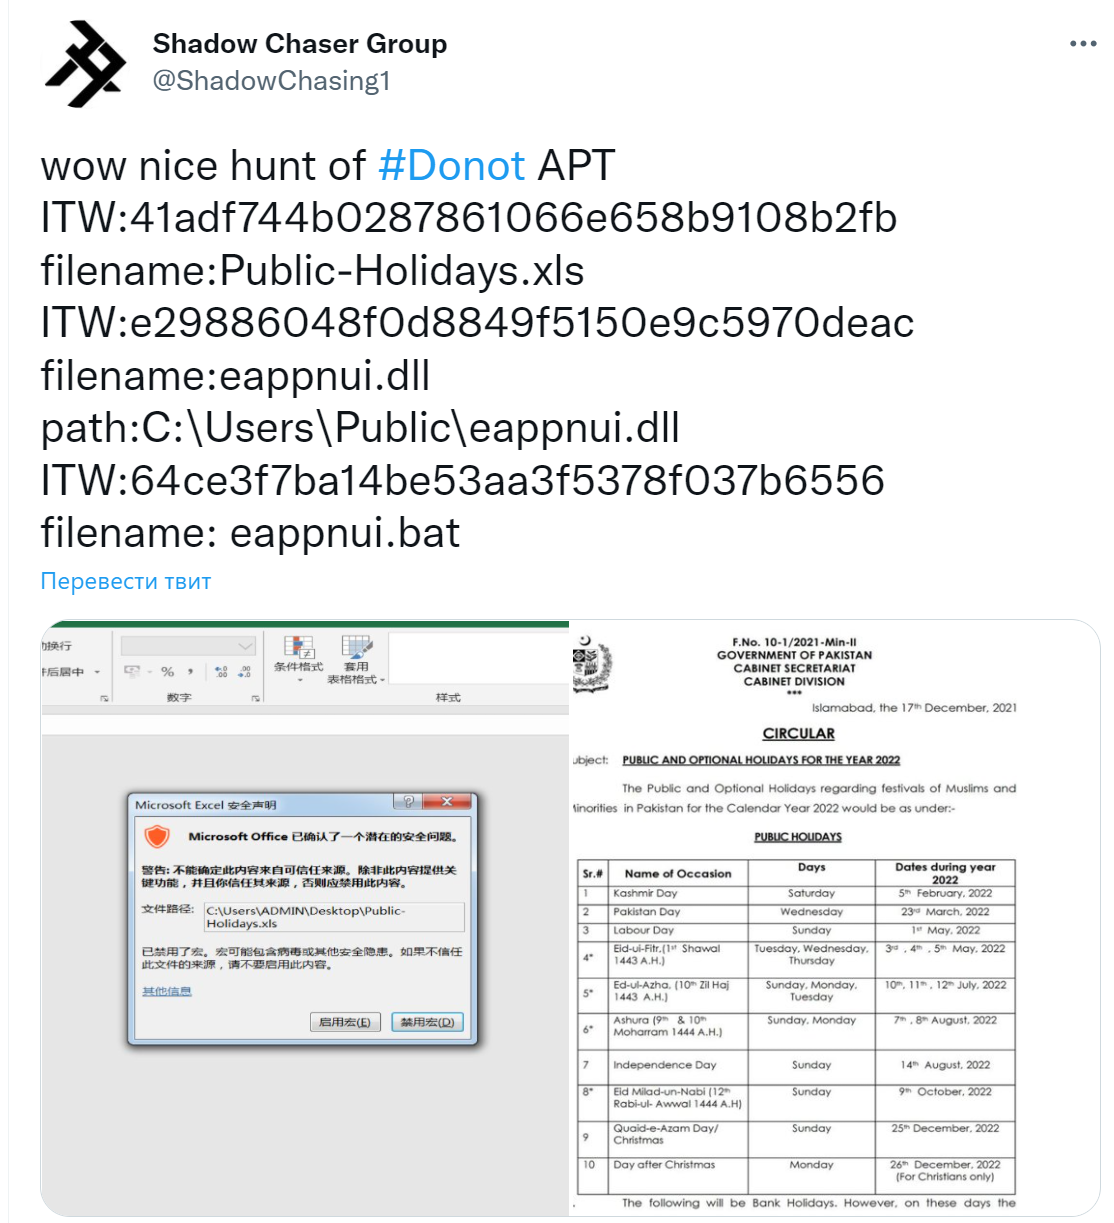 Shadow Chaser Group
@ShadowChasing1
wow nice hunt of #Donot APT
ITW:41adf744b0287861066e658b9108b2fb
filename:Public-Holidays.xls
ITW:e29886048f0d8849f5150e9c5970deac
filename:eappnui.dll
path:C:\Users\Public\eappnui.dll
ITW:64ce3f7ba14be53aa3f5378f037b6556
filename: eappnui.bat
Перевести твит
换行
后居中
%
,
条件格式
套用
表格格式
数字
样式
Microsoft Excel 安全声明
Microsoft Office 已确认了一个潜在的安全问题。
警告: 不能确定此内容来自可信任来源。除非此内容提供关
键功能，并且你信任其来源，否则应禁用此内容。
文件路径:
C:\Users\ADMIN\Desktop\Public-
Holidays.xls
已禁用了宏。宏可能包含病毒或其他安全隐患。如果不信任
此文件的来源，请不要启用此内容。
其他信息
启用宏(E)
禁用宏(D)
F.No. 10-1/2021-Min-II
GOVERNMENT OF PAKISTAN
CABINET SECRETARIAT
CABINET DIVISION
***
Islamabad, the 17th December, 2021
CIRCULAR
ubject: PUBLIC AND OPTIONAL HOLIDAYS FOR THE YEAR 2022
The Public and Optional Holidays regarding festivals of Muslims and
inorities in Pakistan for the Calendar Year 2022 would be as under:-
PUBLIC HOLIDAYS
Sr.# Name of Occasion Days Dates during year 2022
1 Kashmir Day Saturday 5th February, 2022
2 Pakistan Day Wednesday 23rd March, 2022
3 Labour Day Sunday 1st May, 2022
4* Eid-ui-Fitr,(1st Shawal 1443 A.H.) Tuesday, Wednesday, Thursday 3rd , 4th , 5th May, 2022
5* Ed-ul-Azha, (10th Zil Haj 1443 A.H.) Sunday, Monday, Tuesday 10th, 11th , 12th July, 2022
6* Ashura (9th & 10th Moharram 1444 A.H.) Sunday, Monday 7th , 8th August, 2022
7 Independence Day Sunday 14th August, 2022
8* Eid Milad-un-Nabi (12th Rabi-ul- Awwal 1444 A.H) Sunday 9th October, 2022
9 Quaid-e-Azam Day/ Christmas Sunday 25th December, 2022
10 Day after Christmas Monday 26th December, 2022 (For Christians only)
The following will be Bank Holidays. However, on these days the